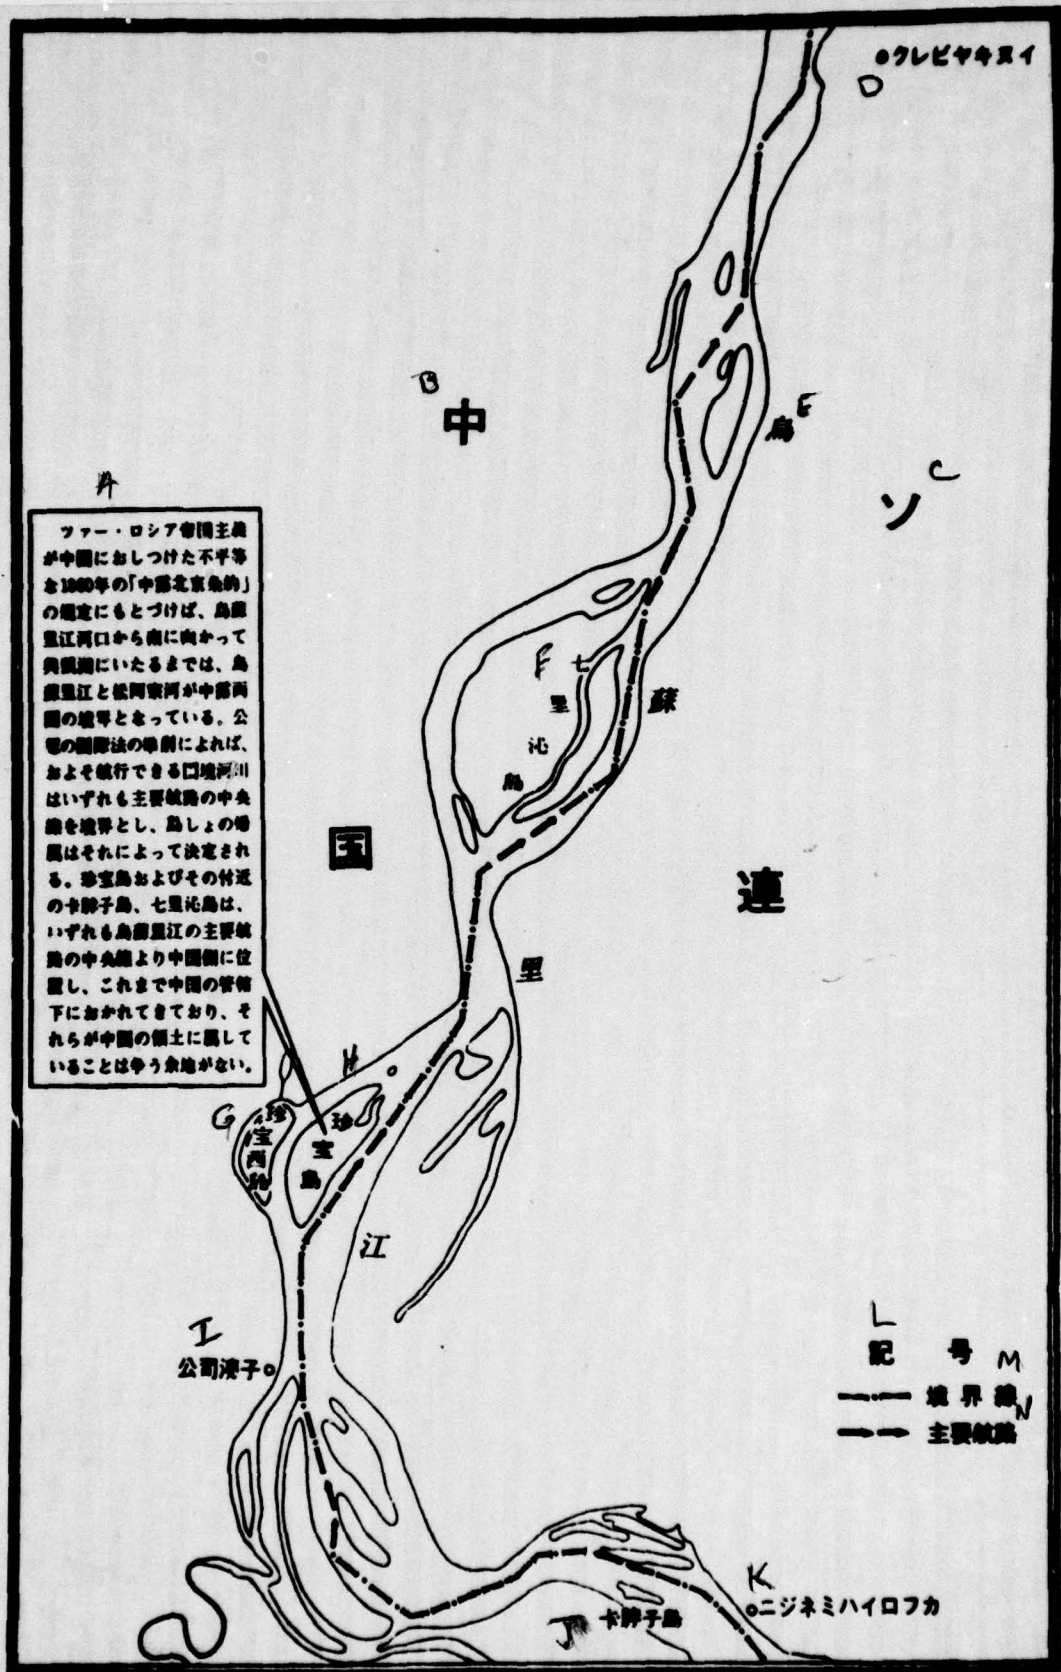 クレビヤキヌイ
D
B
中
E
烏
C
ソ
A
ツァー・ロシア帝国主義
が中国におしつけた不平等
な1860年の「中露北京条約」
の規定にもとづけば、烏蘇
里江河口から南に向かって
興凱湖にいたるまでは、烏
蘇里江と松阿察河が中露両
国の境界となっている。公
認の国際法の準則によれば、
およそ航行できる国境河川
はいずれも主要航路の中央
線を境界とし、島しょの帰
属はそれによって決定され
る。珍宝島およびその付近
の卡脖子島、七里沁島は、
いずれも烏蘇里江の主要航
路の中央線より中国側に位
置し、これまで中国の管轄
下におかれてきており、そ
れらが中国の領土に属して
いることは争う余地がない。
F
七里沁島
蘇
国
連
里
H
G
珍宝西
珍宝島
江
I
公司滂子
L
記号
M
境界線
N
主要航路
K
ニジネミハイロフカ
J
卡脖子島